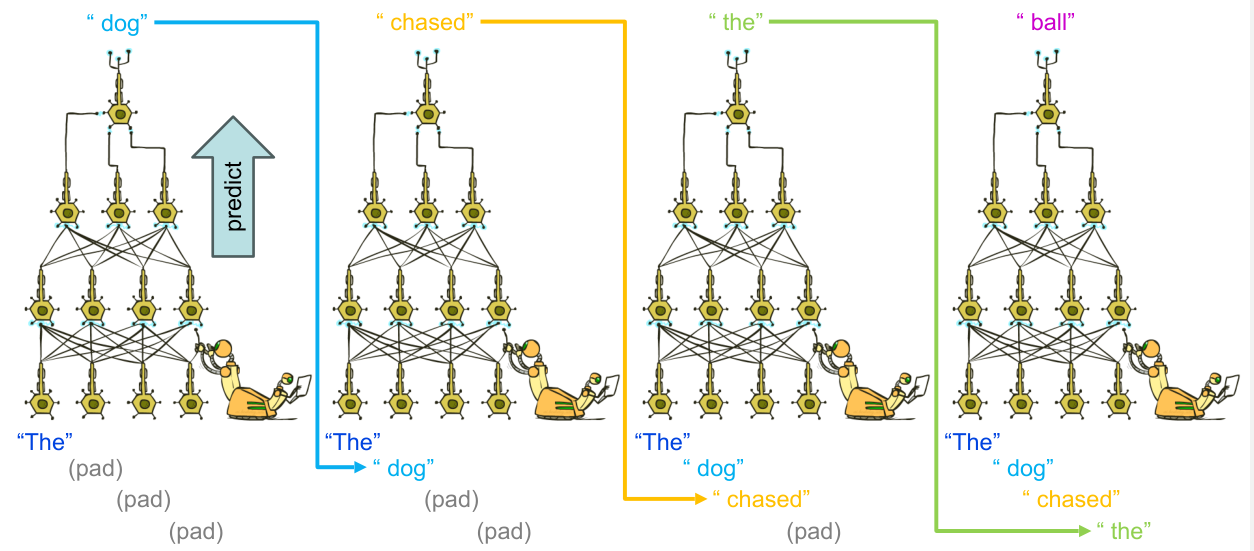 “ dog”
“ chased”
“ the”
“ ball”
predict
“The”
(pad)
(pad)
(pad)
“The”
“ dog”
(pad)
(pad)
“The”
“ dog”
“ chased”
(pad)
“The”
“ dog”
“ chased”
“ the”